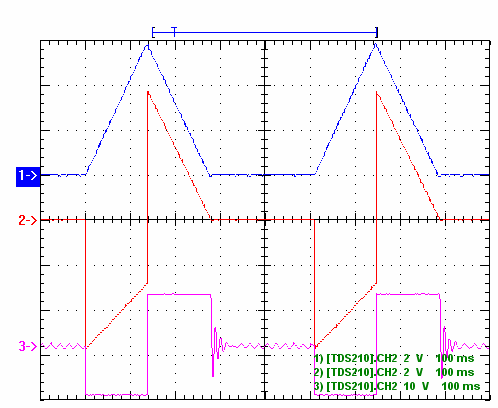 T
1->
2->
3->
1) [TDS210].CH2 2 V 100 ms
2) [TDS210].CH2 2 V 100 ms
3) [TDS210].CH2 10 V 100 ms